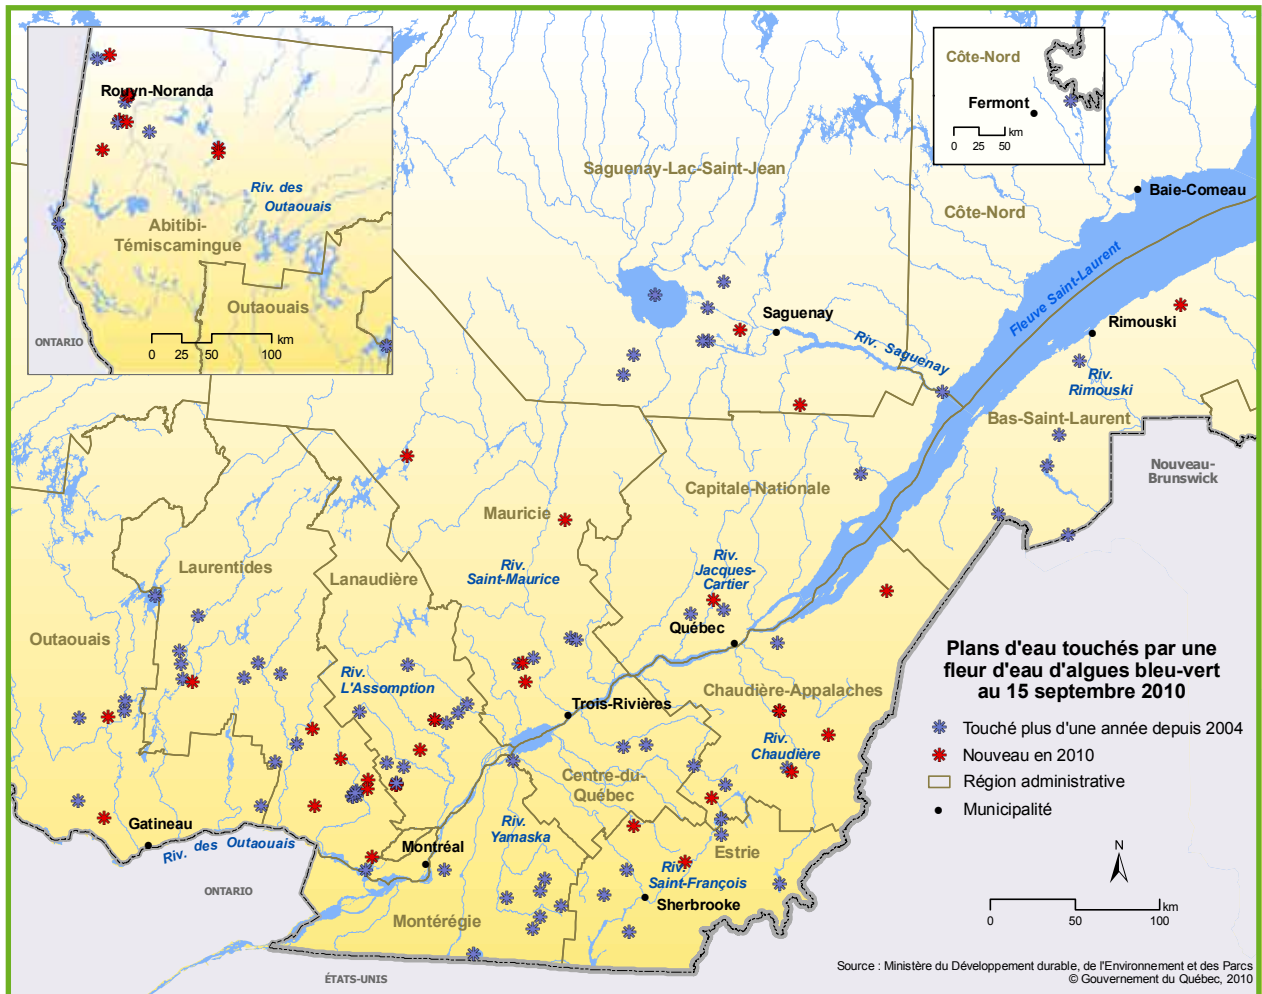 Rouyn-Noranda
Riv. des
Outaouais
Abitibi-
Témiscamingue
Outaouais
ONTARIO
km
0 25 50 100
Côte-Nord
Fermont
km
0 25 50
Saguenay-Lac-Saint-Jean
Côte-Nord
Baie-Comeau
Fleuve Saint-Laurent
Saguenay
Riv. Saguenay
Rimouski
Riv.
Rimouski
Bas-Saint-Laurent
Nouveau-
Brunswick
Capitale-Nationale
Mauricie
Riv.
Saint-Maurice
Riv.
Jacques-
Cartier
Laurentides
Lanaudière
Outaouais
Québec
Riv.
L'Assomption
Trois-Rivières
Chaudière-Appalaches
Riv.
Chaudière
Centre-du-
Québec
Gatineau
Riv. des Outaouais
Montréal
Riv.
Yamaska
Estrie
Riv.
Saint-François
Sherbrooke
ONTARIO
Montérégie
ÉTATS-UNIS
Plans d'eau touchés par une
fleur d'eau d'algues bleu-vert
au 15 septembre 2010
Touché plus d'une année depuis 2004
Nouveau en 2010
Région administrative
Municipalité
N
km
0 50 100
Source : Ministère du Développement durable, de l'Environnement et des Parcs
© Gouvernement du Québec, 2010